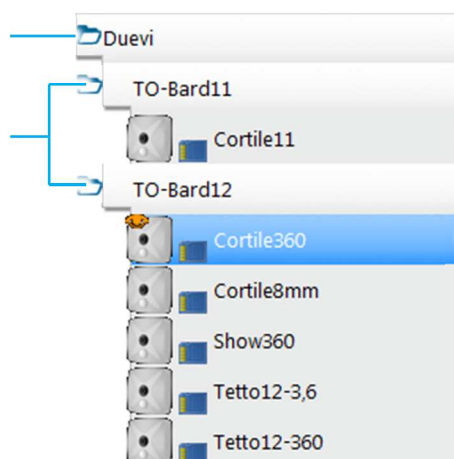 Duevi
TO-Bard11
Cortile11
TO-Bard12
Cortile360
Cortile8mm
Show360
Tetto12-3,6
Tetto12-360